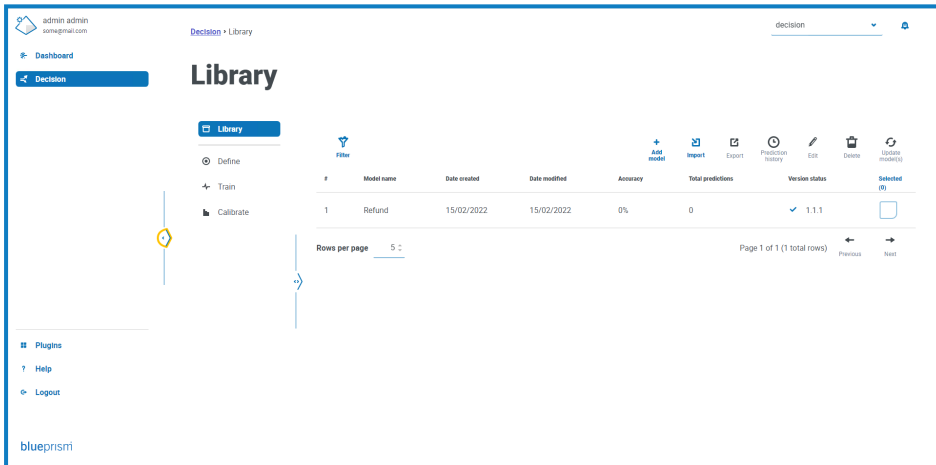 admin admin
some@mail.com
Decision › Library
decision
Dashboard
Decision
Library
Library
Define
Train
Calibrate
Filter
Add model
Import
Export
Prediction history
Edit
Delete
Update model(s)
# Model name Date created Date modified Accuracy Total predictions Version status Selected (0)
1 Refund 15/02/2022 15/02/2022 0% 0 1.1.1
Rows per page 5
Page 1 of 1 (1 total rows)
Previous
Next
Plugins
? Help
Logout
blueprism